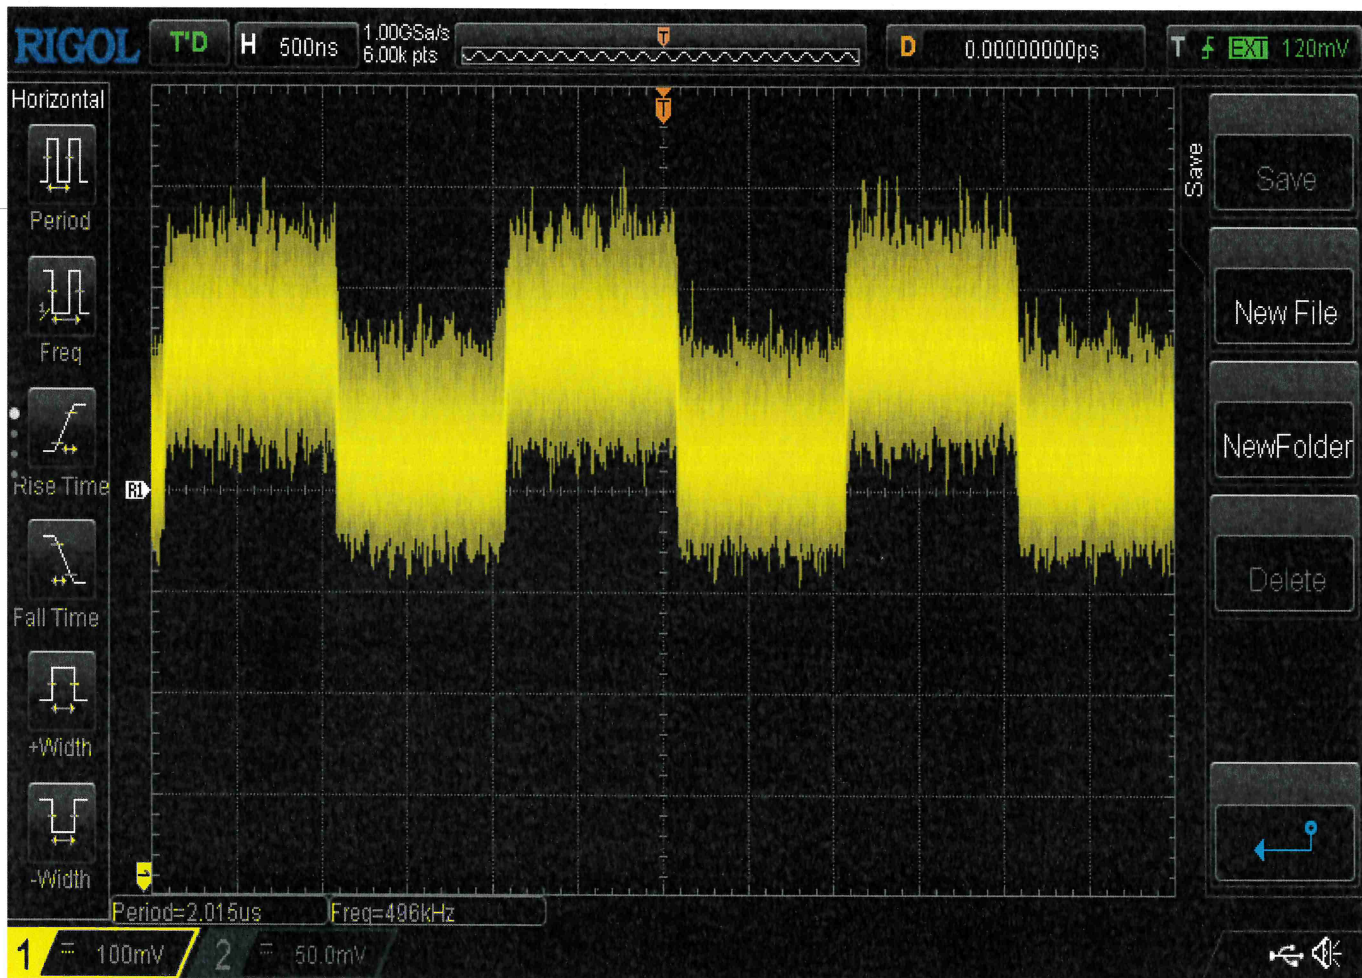 RIGOL T'D H 500ns 1.00GSa/s 6.00k pts D 0.00000000ps T EXT 120mV
Horizontal
Period
Freq
Rise Time
Fall Time
+Width
-Width
T
T
R1
Save
Save
New File
NewFolder
Delete
Period=2.015us Freq=496kHz
1 100mV 2 50.0mV